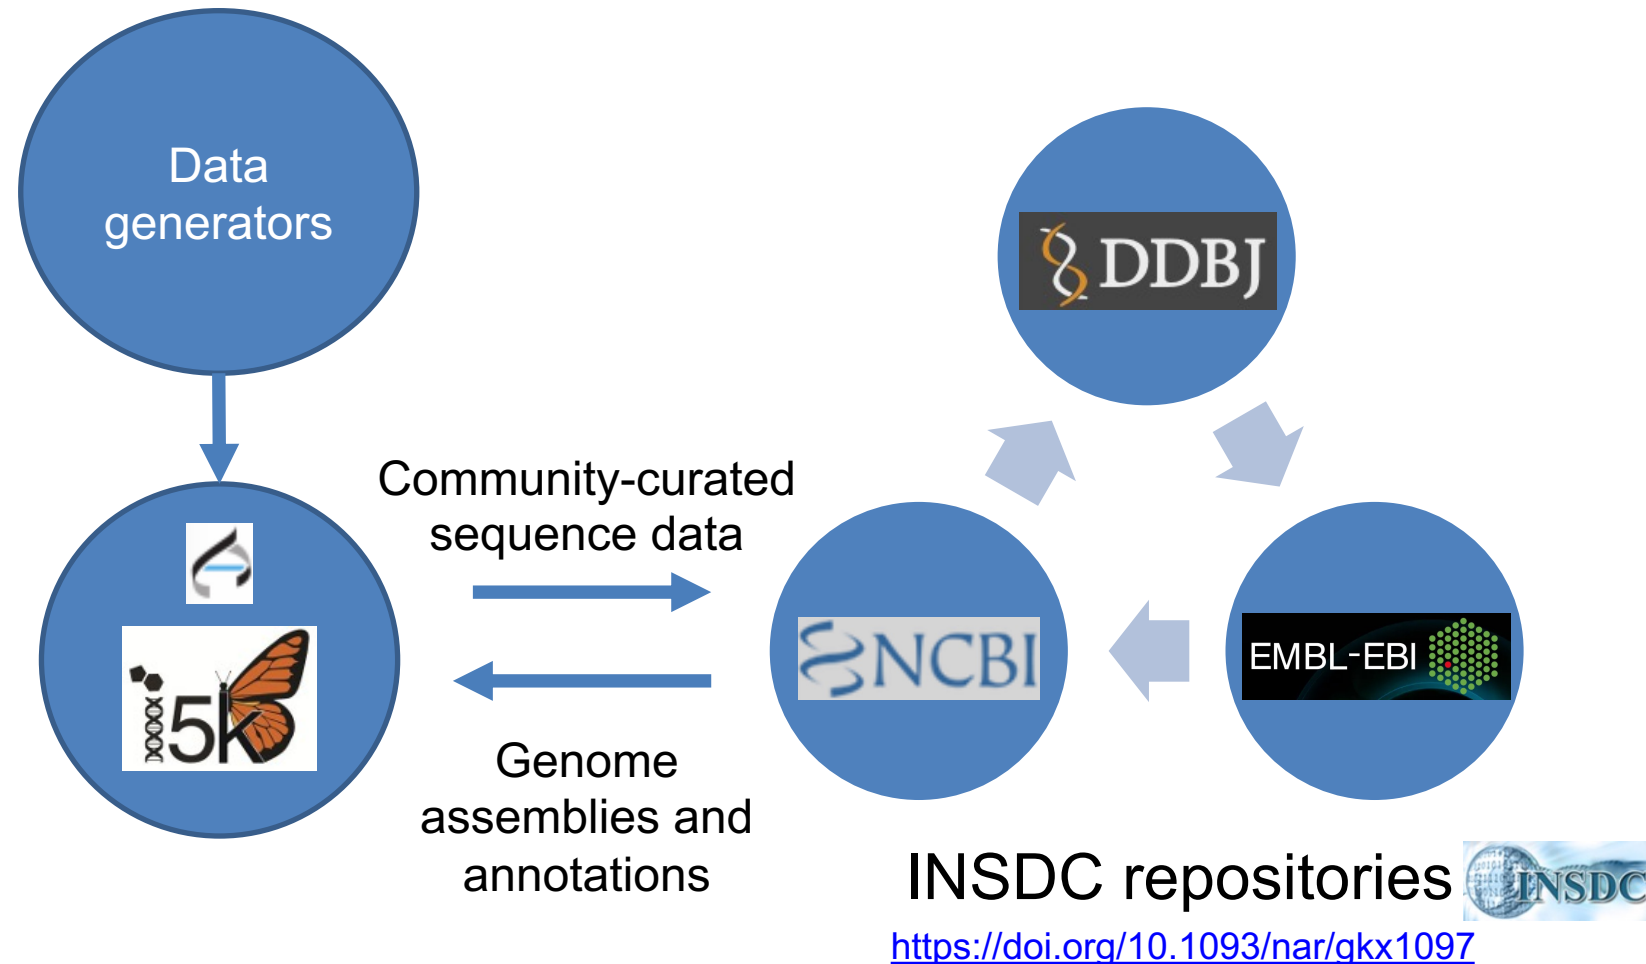 Data
generators
DDBJ
Community-curated
sequence data
i5k
NCBI
EMBL-EBI
Genome
assemblies and
annotations
INSDC repositories
INSDC
https://doi.org/10.1093/nar/gkx1097